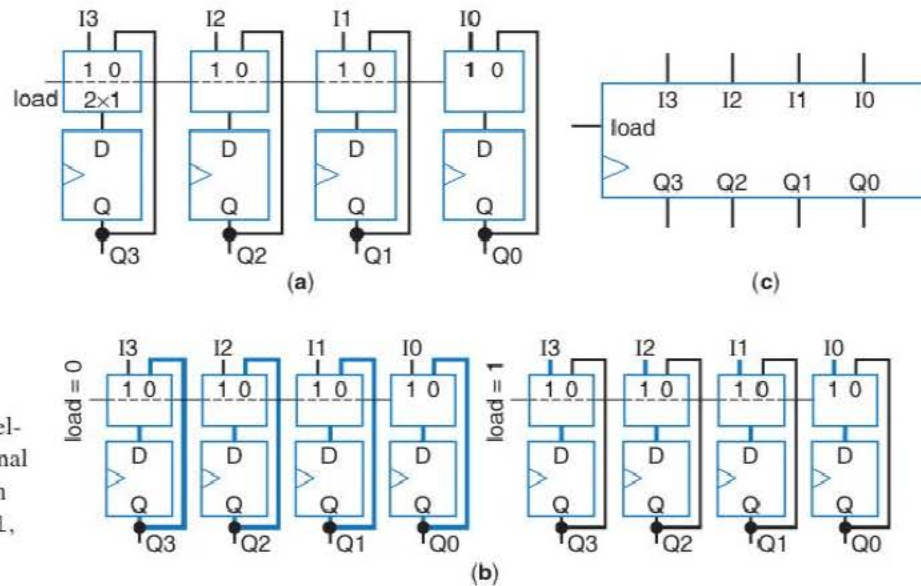 I3 I2 I1 I0
1 0 1 0 1 0 1 0
load 2×1
D D D D
Q Q Q Q
Q3 Q2 Q1 Q0
(a)
I3 I2 I1 I0
load
Q3 Q2 Q1 Q0
(c)
load = 0
I3 I2 I1 I0
1 0 1 0 1 0 1 0
D D D D
Q Q Q Q
Q3 Q2 Q1 Q0
load = 1
I3 I2 I1 I0
1 0 1 0 1 0 1 0
D D D D
Q Q Q Q
Q3 Q2 Q1 Q0
(b)
el-
nal
1,